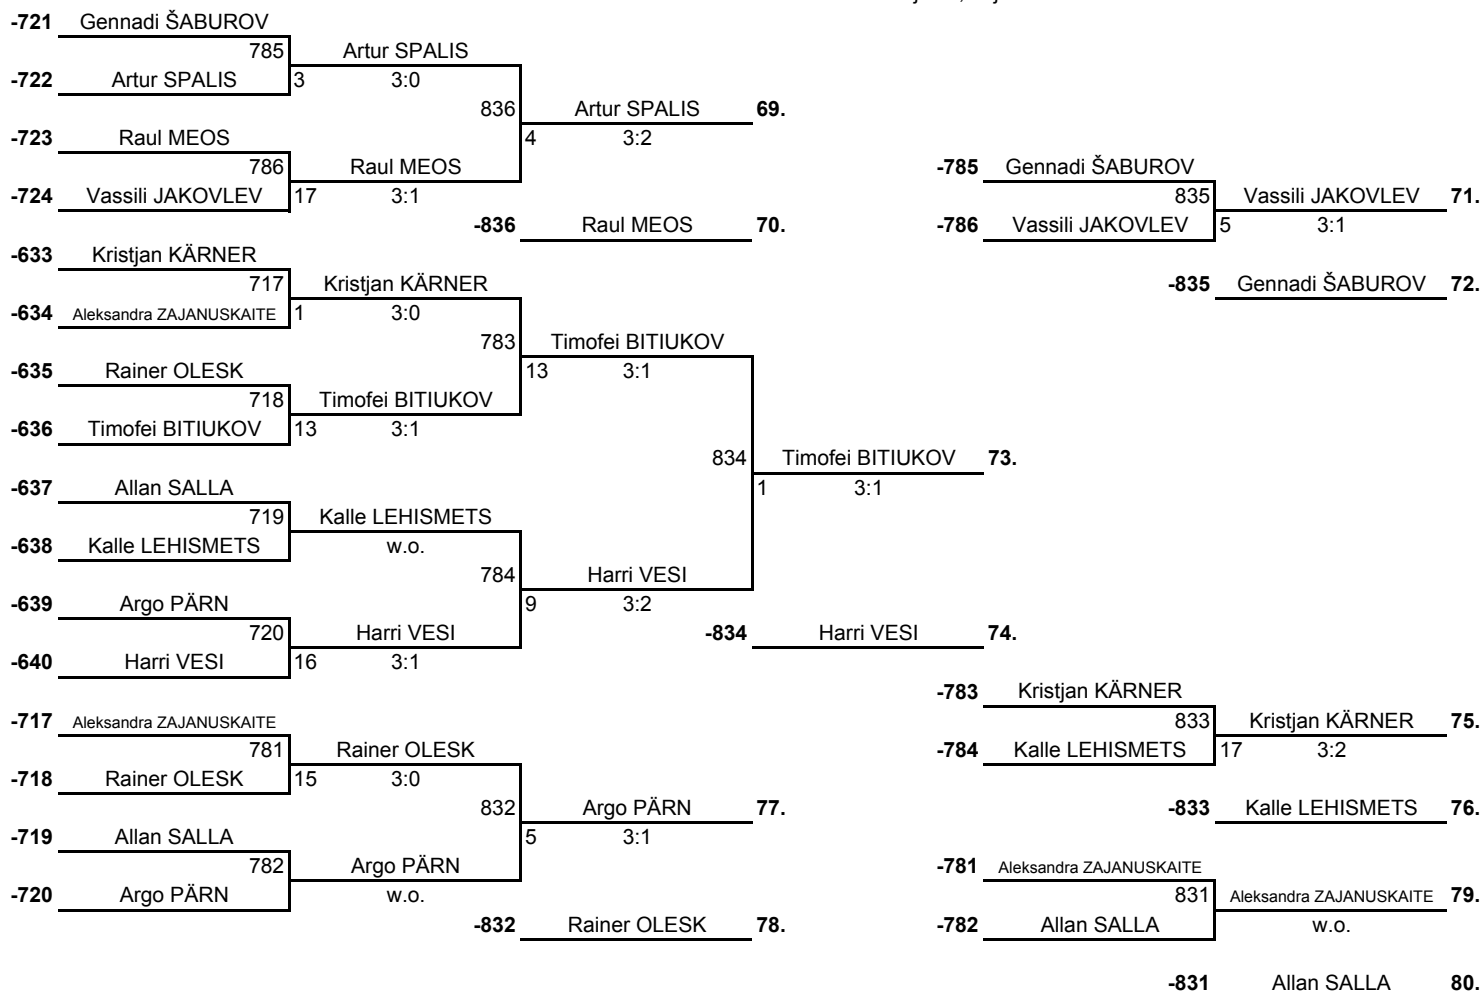 -721 Gennadi ŠABUROV
785 Artur SPALIS
-722 Artur SPALIS 3 3:0
836 Artur SPALIS 69.
-723 Raul MEOS 4 3:2
786 Raul MEOS -785 Gennadi ŠABUROV
-724 Vassili JAKOVLEV 17 3:1 835 Vassili JAKOVLEV 71.
-836 Raul MEOS 70. -786 Vassili JAKOVLEV 5 3:1
-633 Kristjan KÄRNER
717 Kristjan KÄRNER -835 Gennadi ŠABUROV 72.
-634 Aleksandra ZAJANUSKAITE 1 3:0
783 Timofei BITIUKOV
-635 Rainer OLESK 13 3:1
718 Timofei BITIUKOV
-636 Timofei BITIUKOV 13 3:1
834 Timofei BITIUKOV 73.
-637 Allan SALLA 1 3:1
719 Kalle LEHISMETS
-638 Kalle LEHISMETS w.o.
784 Harri VESI
-639 Argo PÄRN 9 3:2
720 Harri VESI -834 Harri VESI 74.
-640 Harri VESI 16 3:1
-783 Kristjan KÄRNER
-717 Aleksandra ZAJANUSKAITE 833 Kristjan KÄRNER 75.
781 Rainer OLESK -784 Kalle LEHISMETS 17 3:2
-718 Rainer OLESK 15 3:0
832 Argo PÄRN 77. -833 Kalle LEHISMETS 76.
-719 Allan SALLA 5 3:1
782 Argo PÄRN -781 Aleksandra ZAJANUSKAITE
-720 Argo PÄRN w.o. 831 Aleksandra ZAJANUSKAITE 79.
-832 Rainer OLESK 78. -782 Allan SALLA w.o.
-831 Allan SALLA 80.